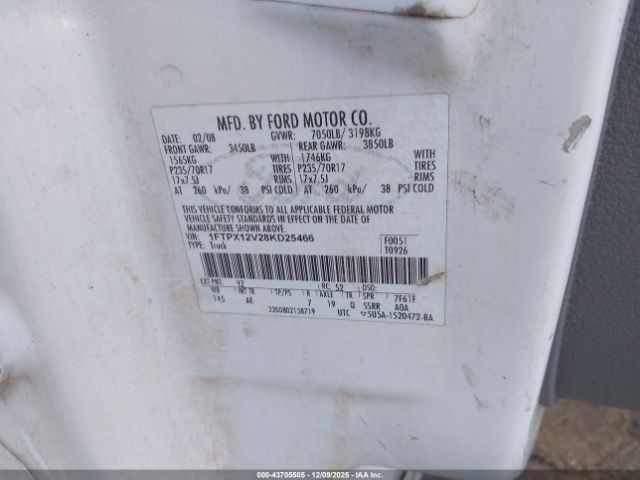 MFD. BY FORD MOTOR CO.
DATE: 02/08 GVWR: 7050LB/ 3198KG
FRONT GAWR: 3450LB REAR GAWR: 3850LB
1565KG WITH 1746KG WITH
P235/70R17 TIRES P235/70R17 TIRES
17x7.5J RIMS 17x7.5J RIMS
AT 260 kPa/ 38 PSI COLD AT 260 kPa/ 38 PSI COLD
THIS VEHICLE CONFORMS TO ALL APPLICABLE FEDERAL MOTOR
VEHICLE SAFETY STANDARDS IN EFFECT ON THE DATE OF
MANUFACTURE SHOWN ABOVE.
VIN: 1FTPX12V28KD25466 F0051
TYPE: Truck T0926
EXT PNT: YZ RC: 52 DSO:
WB INT TR TP/PS R AXLE TR SPR 7F61F
145 AE 7 19 Q SSRR A0A
2200802158719 UTC ▽5USA-1520472-BA
43705505 | 12/09/2025 | IAA